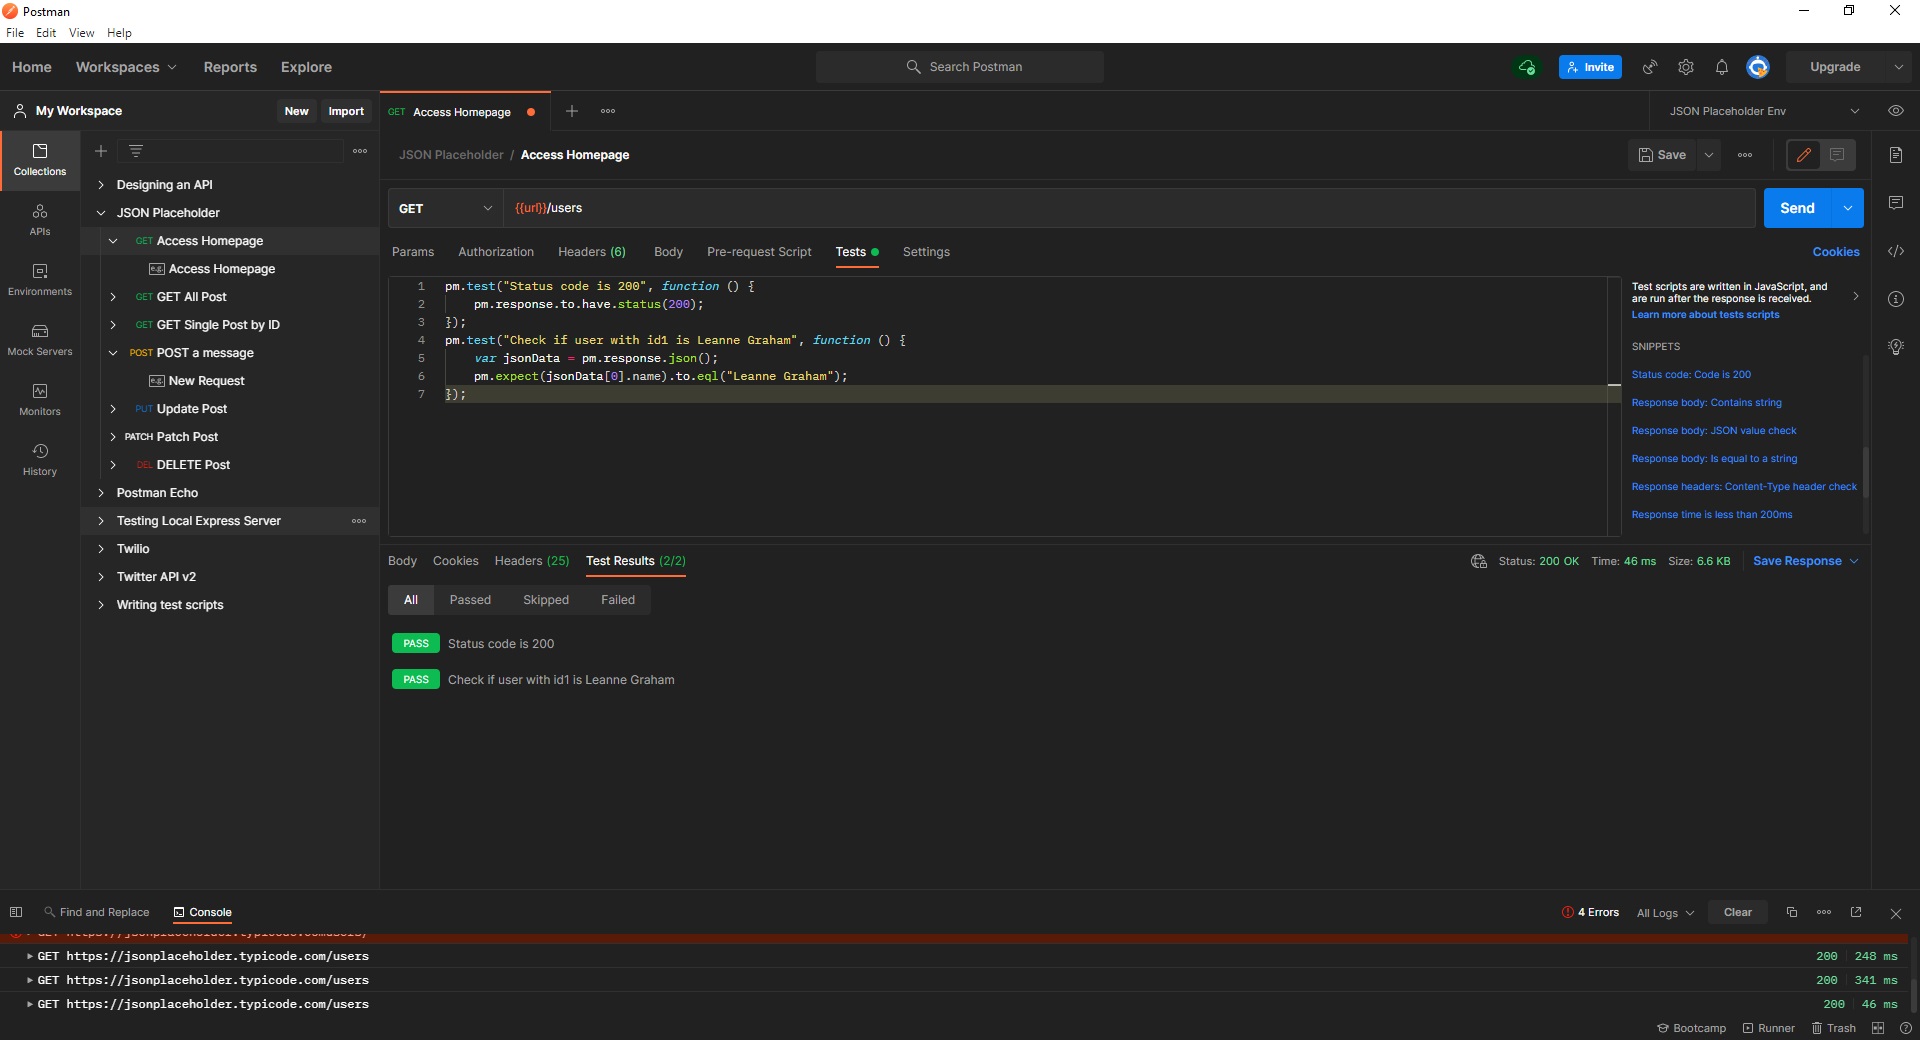 Postman
File Edit View Help
Home Workspaces Reports Explore
Search Postman
Invite
Upgrade
My Workspace
New Import
GET Access Homepage
JSON Placeholder Env
Collections
APIs
Environments
Mock Servers
Monitors
History
Designing an API
JSON Placeholder
GET Access Homepage
e.g. Access Homepage
GET GET All Post
GET GET Single Post by ID
POST POST a message
e.g. New Request
PUT Update Post
PATCH Patch Post
DEL DELETE Post
Postman Echo
Testing Local Express Server
Twilio
Twitter API v2
Writing test scripts
JSON Placeholder / Access Homepage
Save
GET {{url}}/users
Send
Params Authorization Headers (6) Body Pre-request Script Tests Settings
Cookies
1 pm.test("Status code is 200", function () {
2 pm.response.to.have.status(200);
3 });
4 pm.test("Check if user with id1 is Leanne Graham", function () {
5 var jsonData = pm.response.json();
6 pm.expect(jsonData[0].name).to.eql("Leanne Graham");
7 });
Test scripts are written in JavaScript, and
are run after the response is received.
Learn more about tests scripts
SNIPPETS
Status code: Code is 200
Response body: Contains string
Response body: JSON value check
Response body: Is equal to a string
Response headers: Content-Type header check
Response time is less than 200ms
Body Cookies Headers (25) Test Results (2/2)
Status: 200 OK Time: 46 ms Size: 6.6 KB Save Response
All Passed Skipped Failed
PASS Status code is 200
PASS Check if user with id1 is Leanne Graham
Find and Replace Console
4 Errors All Logs Clear
GET https://jsonplaceholder.typicode.com/users 200 248 ms
GET https://jsonplaceholder.typicode.com/users 200 341 ms
GET https://jsonplaceholder.typicode.com/users 200 46 ms
Bootcamp Runner Trash